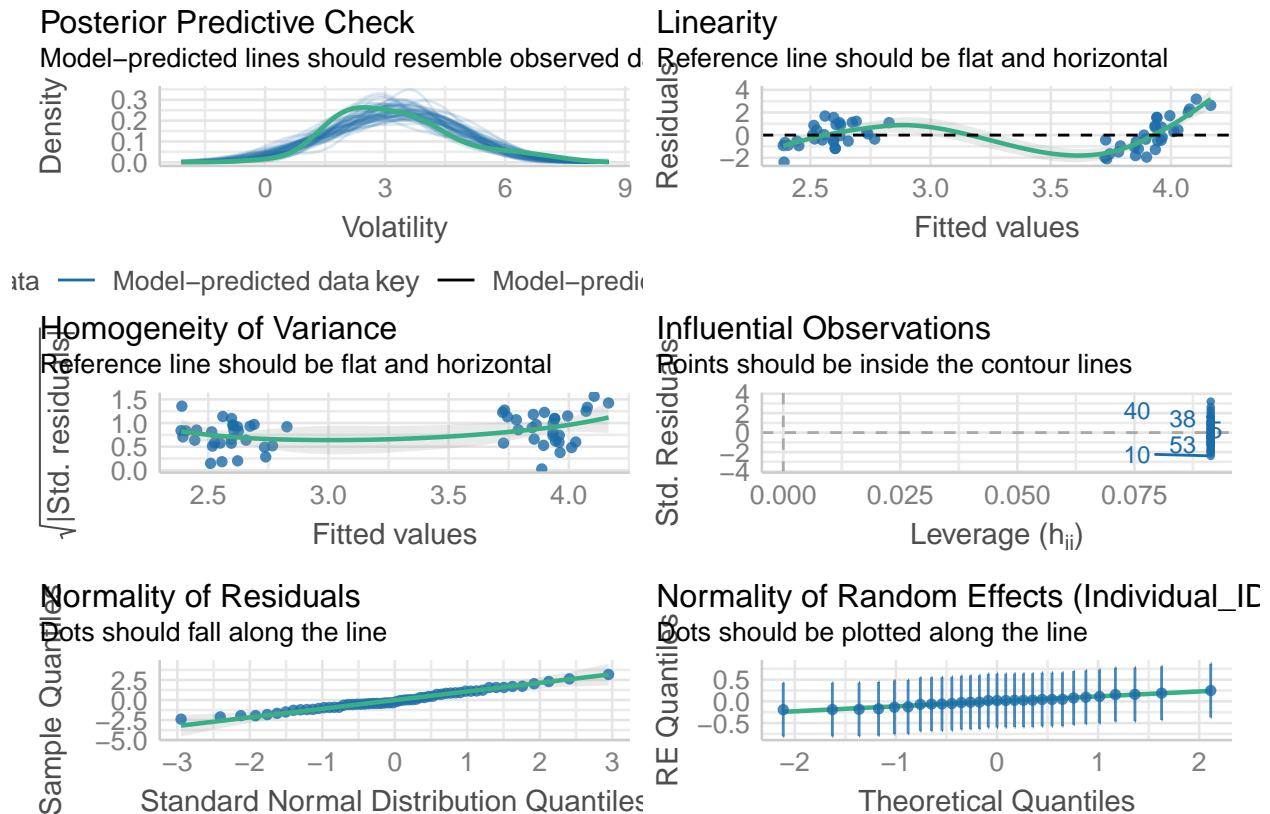 Posterior Predictive Check
Model−predicted lines should resemble observed da
Density
0.3
0.2
0.1
0.0
0 3 6 9
Volatility
ata Model−predicted data key Model−predic
Linearity
Reference line should be flat and horizontal
Residuals
4
2
0
−2
2.5 3.0 3.5 4.0
Fitted values
Homogeneity of Variance
Reference line should be flat and horizontal
√|Std. residuals|
1.5
1.0
0.5
0.0
2.5 3.0 3.5 4.0
Fitted values
Influential Observations
Points should be inside the contour lines
Std. Residuals
4
2
0
−2
−4
40
38
5
53
10
0.000 0.025 0.050 0.075
Leverage (hii)
Normality of Residuals
Dots should fall along the line
Sample Quantiles
2.5
0.0
−2.5
−5.0
−3 −2 −1 0 1 2 3
Standard Normal Distribution Quantiles
Normality of Random Effects (Individual_ID
Dots should be plotted along the line
RE Quantiles
0.5
0.0
−0.5
−2 −1 0 1 2
Theoretical Quantiles